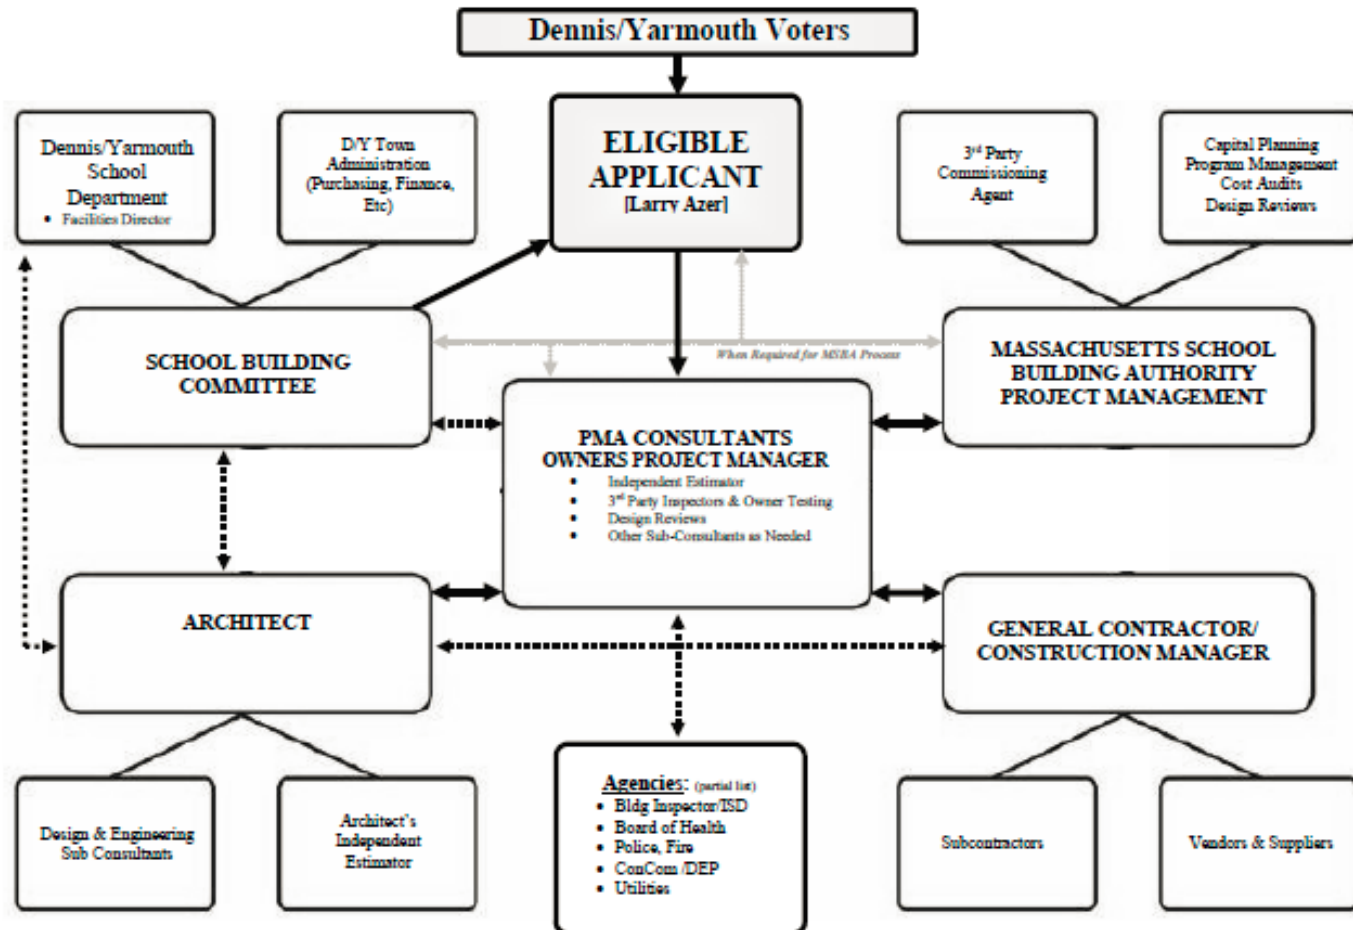 Dennis/Yarmouth Voters
ELIGIBLE
APPLICANT
[Larry Azer]
Dennis/Yarmouth
School
Department
• Facilities Director
D/Y Town
Administration
(Purchasing, Finance,
Etc)
3rd Party
Commissioning
Agent
Capital Planning
Program Management
Cost Audits
Design Reviews
SCHOOL BUILDING
COMMITTEE
When Required for MSBA Process
MASSACHUSETTS SCHOOL
BUILDING AUTHORITY
PROJECT MANAGEMENT
PMA CONSULTANTS
OWNERS PROJECT MANAGER
• Independent Estimator
• 3rd Party Inspectors & Owner Testing
• Design Reviews
• Other Sub-Consultants as Needed
ARCHITECT
GENERAL CONTRACTOR/
CONSTRUCTION MANAGER
Design & Engineering
Sub Consultants
Architect's
Independent
Estimator
Agencies: (partial list)
• Bldg Inspector/ISD
• Board of Health
• Police, Fire
• ConCom /DEP
• Utilities
Subcontractors
Vendors & Suppliers